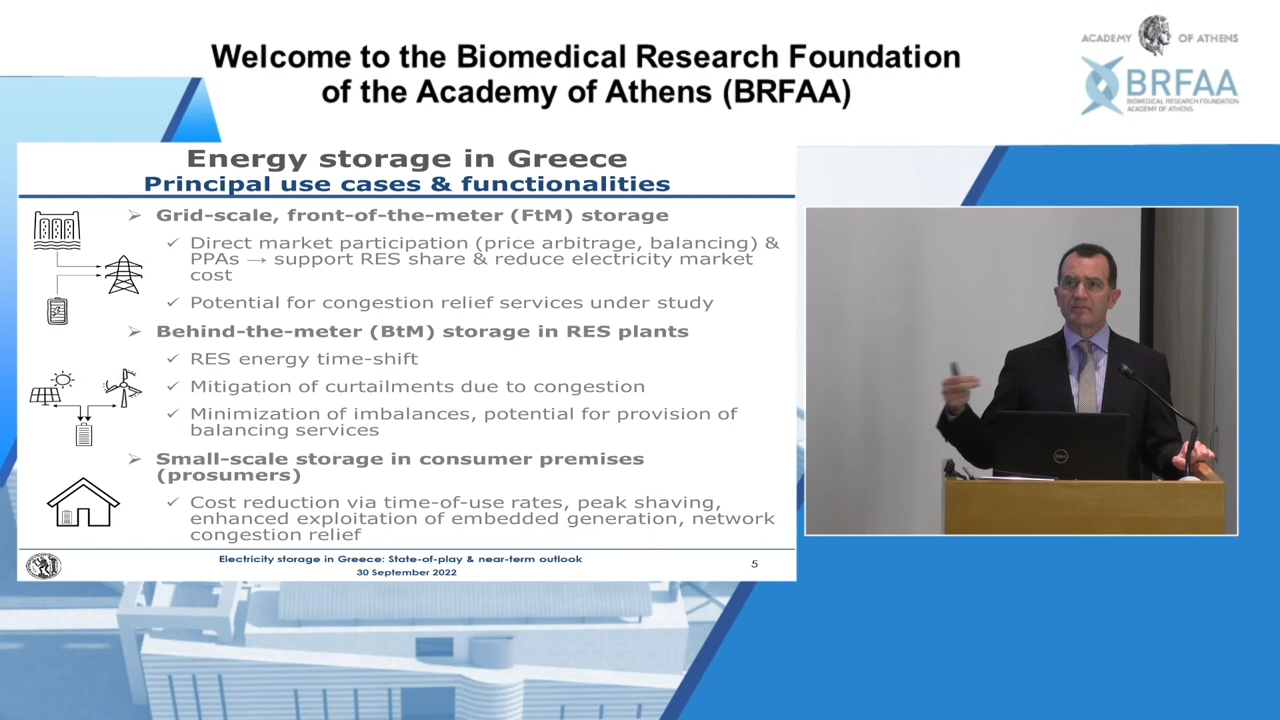 Welcome to the Biomedical Research Foundation
of the Academy of Athens (BRFAA)
ACADEMY OF ATHENS
BRFAA
BIOMEDICAL RESEARCH FOUNDATION
ACADEMY OF ATHENS
Energy storage in Greece
Principal use cases & functionalities
➢ Grid-scale, front-of-the-meter (FtM) storage
✓ Direct market participation (price arbitrage, balancing) &
PPAs → support RES share & reduce electricity market
cost
✓ Potential for congestion relief services under study
➢ Behind-the-meter (BtM) storage in RES plants
✓ RES energy time-shift
✓ Mitigation of curtailments due to congestion
✓ Minimization of imbalances, potential for provision of
balancing services
➢ Small-scale storage in consumer premises
(prosumers)
✓ Cost reduction via time-of-use rates, peak shaving,
enhanced exploitation of embedded generation, network
congestion relief
Electricity storage in Greece: State-of-play & near-term outlook
30 September 2022
5
DELL